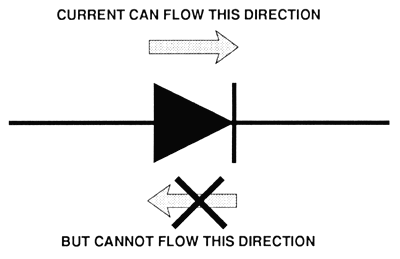 CURRENT CAN FLOW THIS DIRECTION
BUT CANNOT FLOW THIS DIRECTION